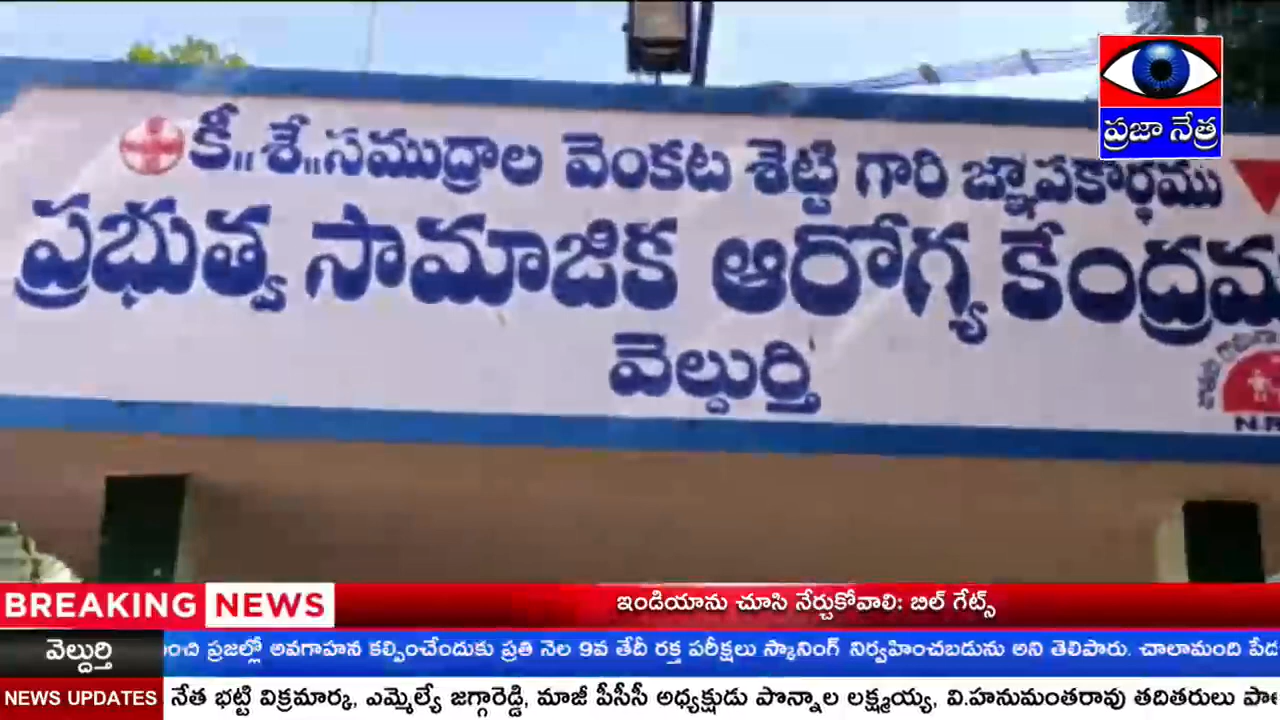 ప్రజా నేత్ర
కీ..శే..సముద్రాల వెంకట శెట్టి గారి జ్ఞాపకార్థము
ప్రభుత్వ సామాజిక ఆరోగ్య కేంద్రము
వెల్దుర్తి
BREAKING NEWS
ఇండియాను చూసి నేర్చుకోవాలి: బిల్ గేట్స్
వెల్దుర్తి
ంచి ప్రజల్లో అవగాహన కల్పించేందుకు ప్రతి నెల 9వ తేదీ రక్త పరీక్షలు స్కానింగ్ నిర్వహించబడును అని తెలిపారు. చాలామంది పేద
NEWS UPDATES
నేత భట్టి విక్రమార్క, ఎమ్మెల్యే జగ్గారెడ్డి, మాజీ పీసీసీ అధ్యక్షుడు పొన్నాల లక్ష్మయ్య, వి.హనుమంతరావు తదితరులు పాల